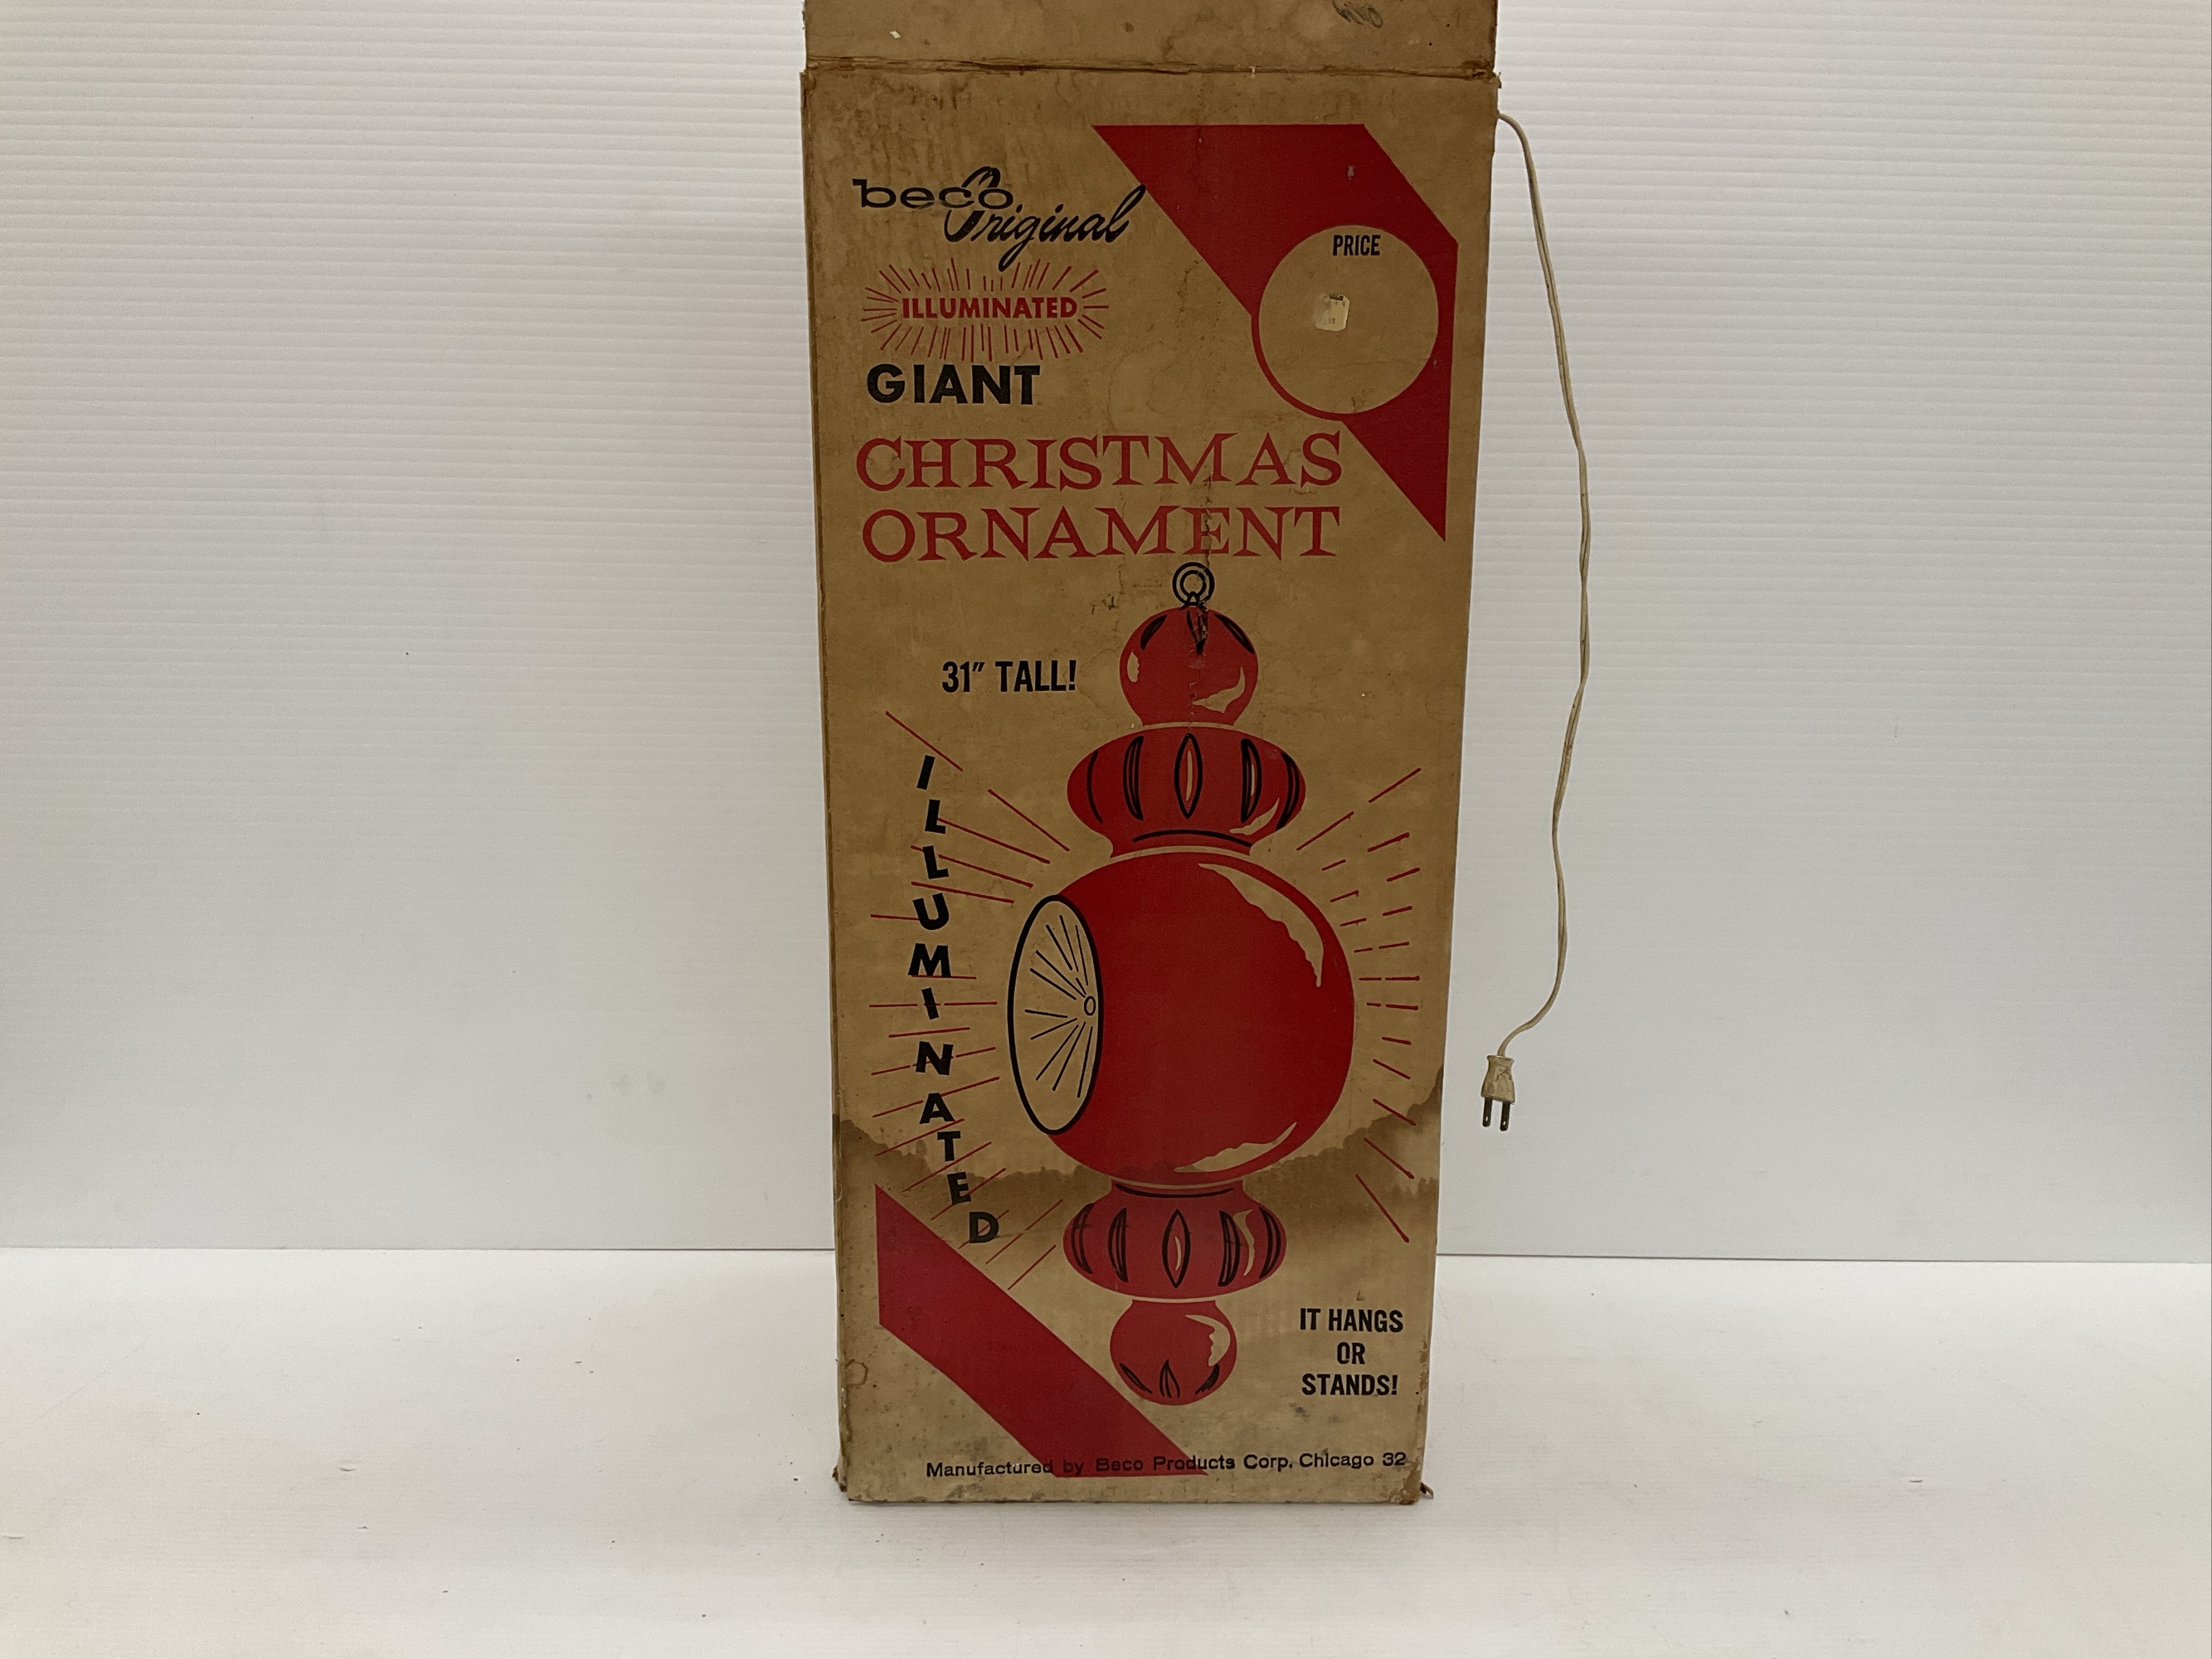 beco Original
ILLUMINATED
GIANT
PRICE
CHRISTMAS
ORNAMENT
31" TALL!
ILLUMINATED
IT HANGS
OR
STANDS!
Manufactured by Beco Products Corp. Chicago 32